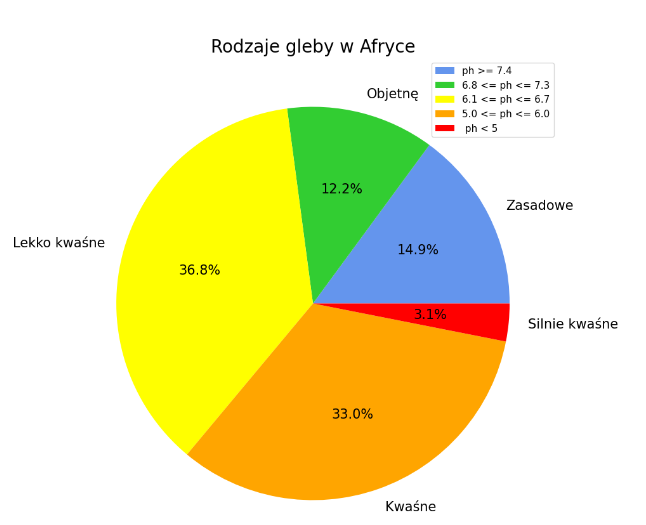 Rodzaje gleby w Afryce
ph >= 7.4
6.8 <= ph <= 7.3
6.1 <= ph <= 6.7
5.0 <= ph <= 6.0
ph < 5
Objetnę
12.2%
Zasadowe
14.9%
Lekko kwaśne
36.8%
3.1%
Silnie kwaśne
33.0%
Kwaśne